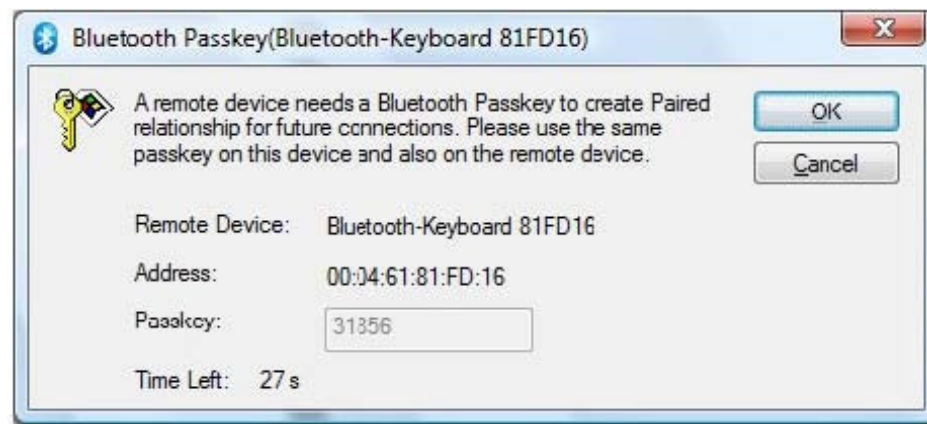 Bluetooth Passkey(Bluetooth-Keyboard 81FD16)
A remote device needs a Bluetooth Passkey to create Paired
relationship for future connections. Please use the same
passkey on this device and also on the remote device.
OK
Cancel
Remote Device: Bluetooth-Keyboard 81FD16
Address: 00:04:61:81:FD:16
Passkey: 31856
Time Left: 27 s